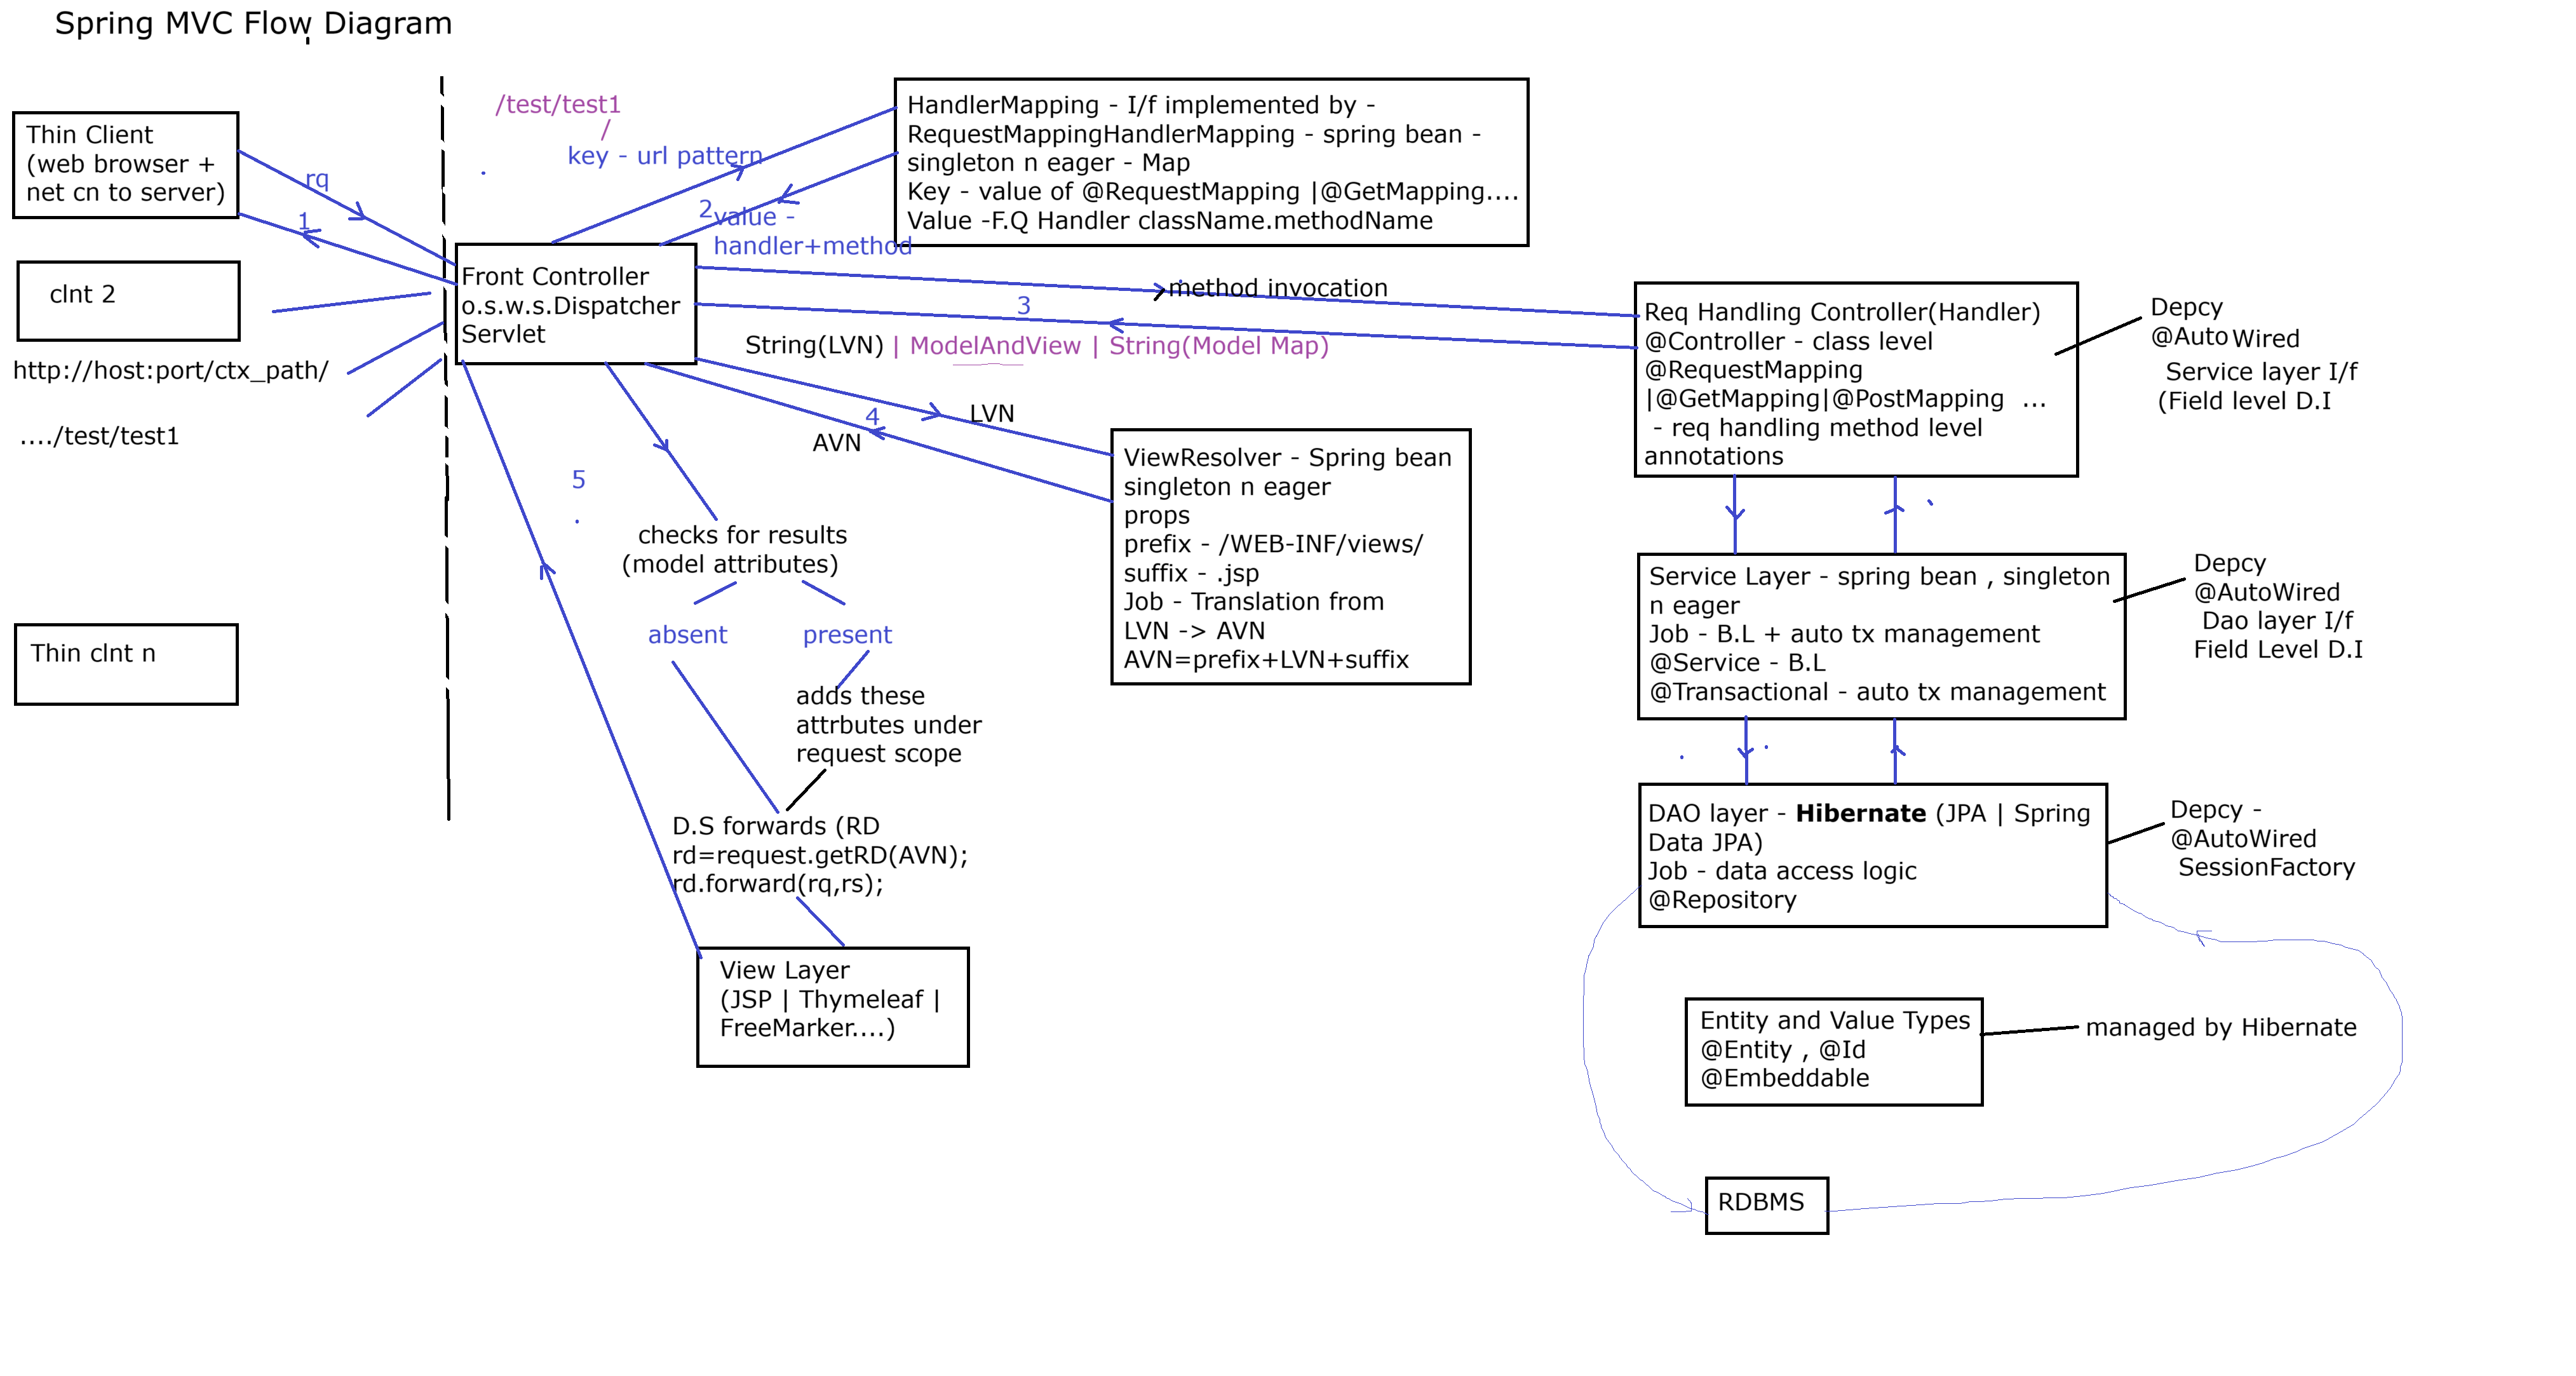 Spring MVC Flow Diagram
Thin Client
(web browser +
net cn to server)
rq
1
clnt 2
http://host:port/ctx_path/
..../test/test1
Thin clnt n
/test/test1
/
key - url pattern
2
value -
handler+method
HandlerMapping - I/f implemented by -
RequestMappingHandlerMapping - spring bean -
singleton n eager - Map
Key - value of @RequestMapping |@GetMapping....
Value -F.Q Handler className.methodName
Front Controller
o.s.w.s.Dispatcher
Servlet
method invocation
3
String(LVN) | ModelAndView | String(Model Map)
LVN
4
AVN
5
checks for results
(model attributes)
absent
present
adds these
attrbutes under
request scope
D.S forwards (RD
rd=request.getRD(AVN);
rd.forward(rq,rs);
View Layer
(JSP | Thymeleaf |
FreeMarker....)
ViewResolver - Spring bean
singleton n eager
props
prefix - /WEB-INF/views/
suffix - .jsp
Job - Translation from
LVN -> AVN
AVN=prefix+LVN+suffix
Req Handling Controller(Handler)
@Controller - class level
@RequestMapping
|@GetMapping|@PostMapping ...
- req handling method level
annotations
Depcy
@Auto Wired
Service layer I/f
(Field level D.I
Service Layer - spring bean , singleton
n eager
Job - B.L + auto tx management
@Service - B.L
@Transactional - auto tx management
Depcy
@AutoWired
Dao layer I/f
Field Level D.I
DAO layer - Hibernate (JPA | Spring
Data JPA)
Job - data access logic
@Repository
Depcy -
@AutoWired
SessionFactory
Entity and Value Types
@Entity , @Id
@Embeddable
managed by Hibernate
RDBMS